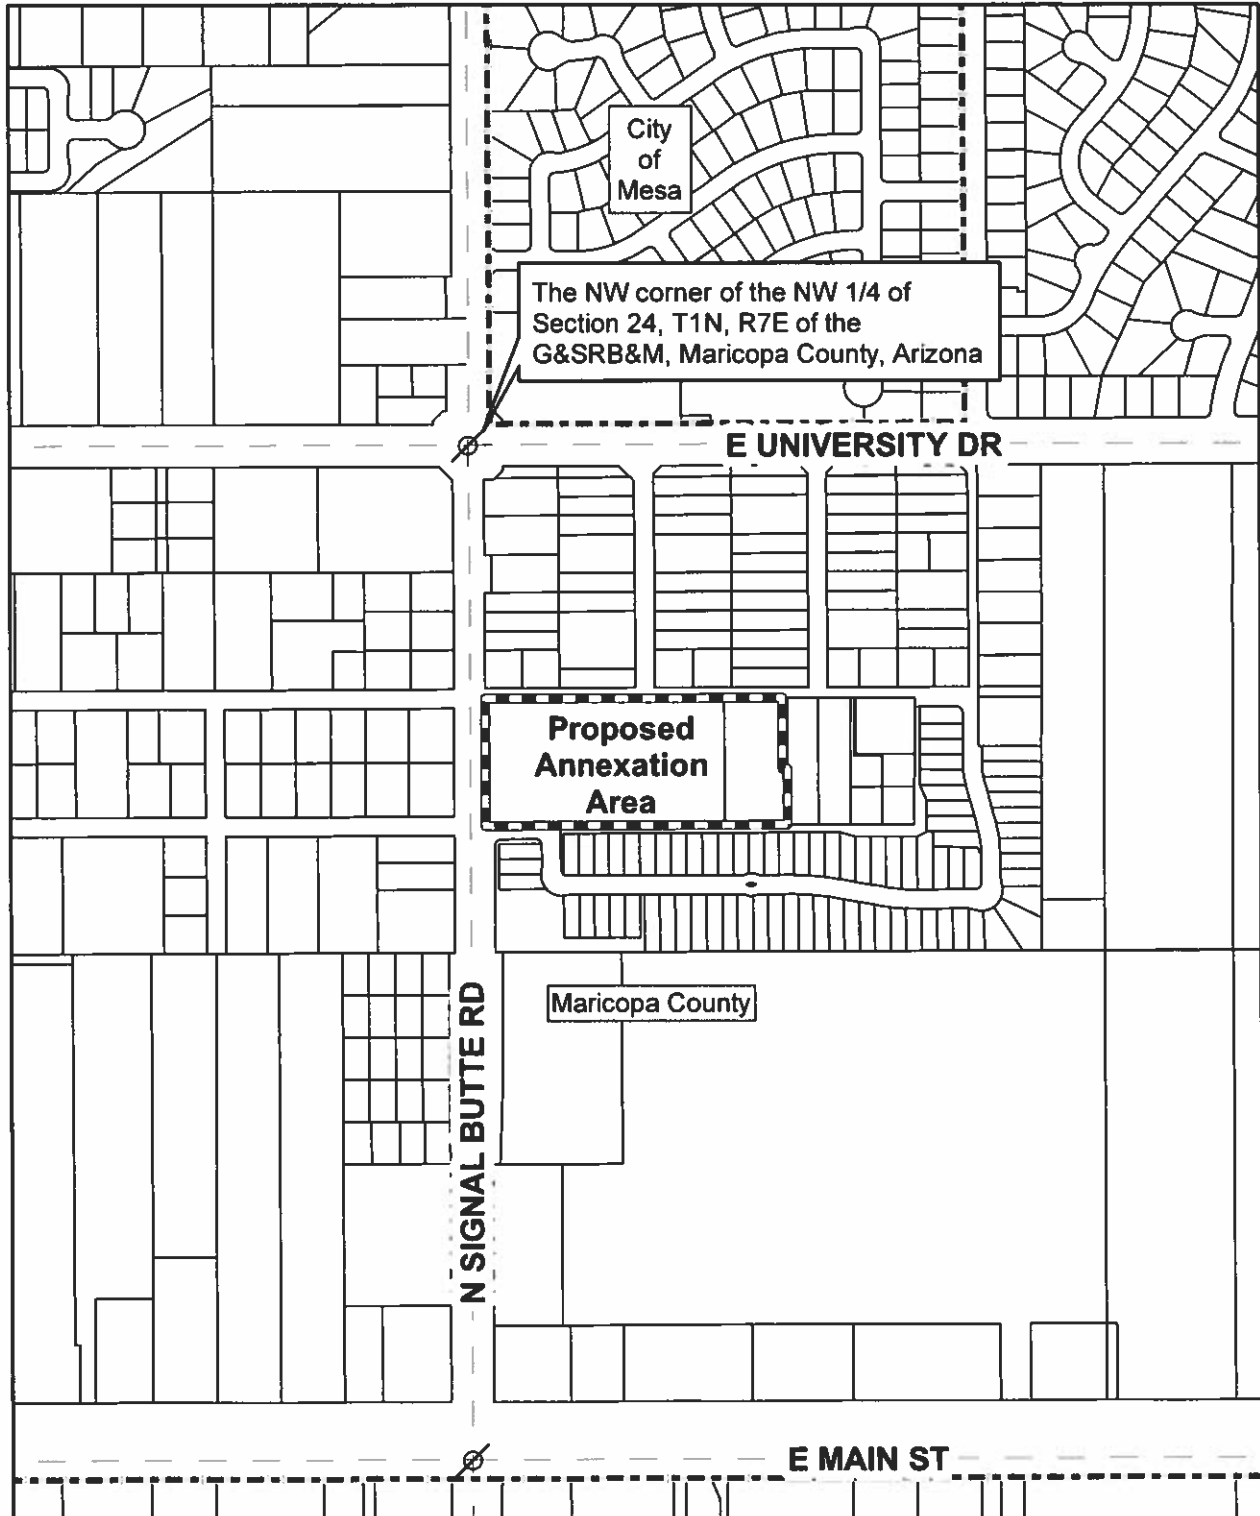 City
of
Mesa
The NW corner of the NW 1/4 of
Section 24, T1N, R7E of the
G&SRB&M, Maricopa County, Arizona
E UNIVERSITY DR
Proposed
Annexation
Area
Maricopa County
N SIGNAL BUTTE RD
E MAIN ST